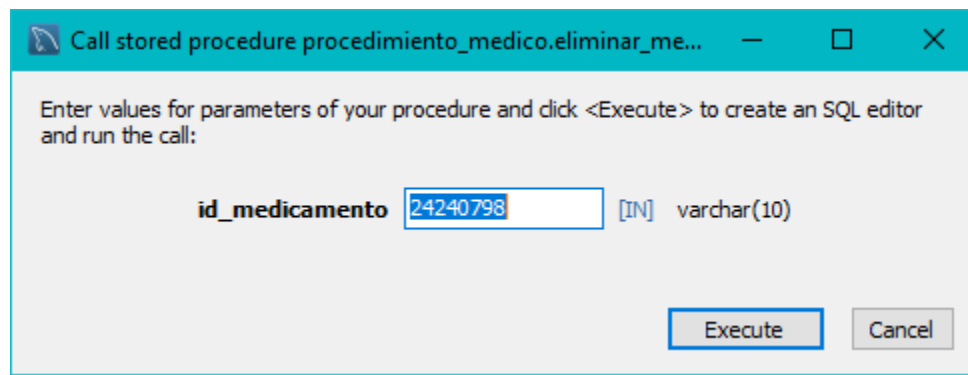 Call stored procedure procedimiento_medico.eliminar_me...
Enter values for parameters of your procedure and click <Execute> to create an SQL editor
and run the call:
id_medicamento 24240798 [IN] varchar(10)
Execute Cancel